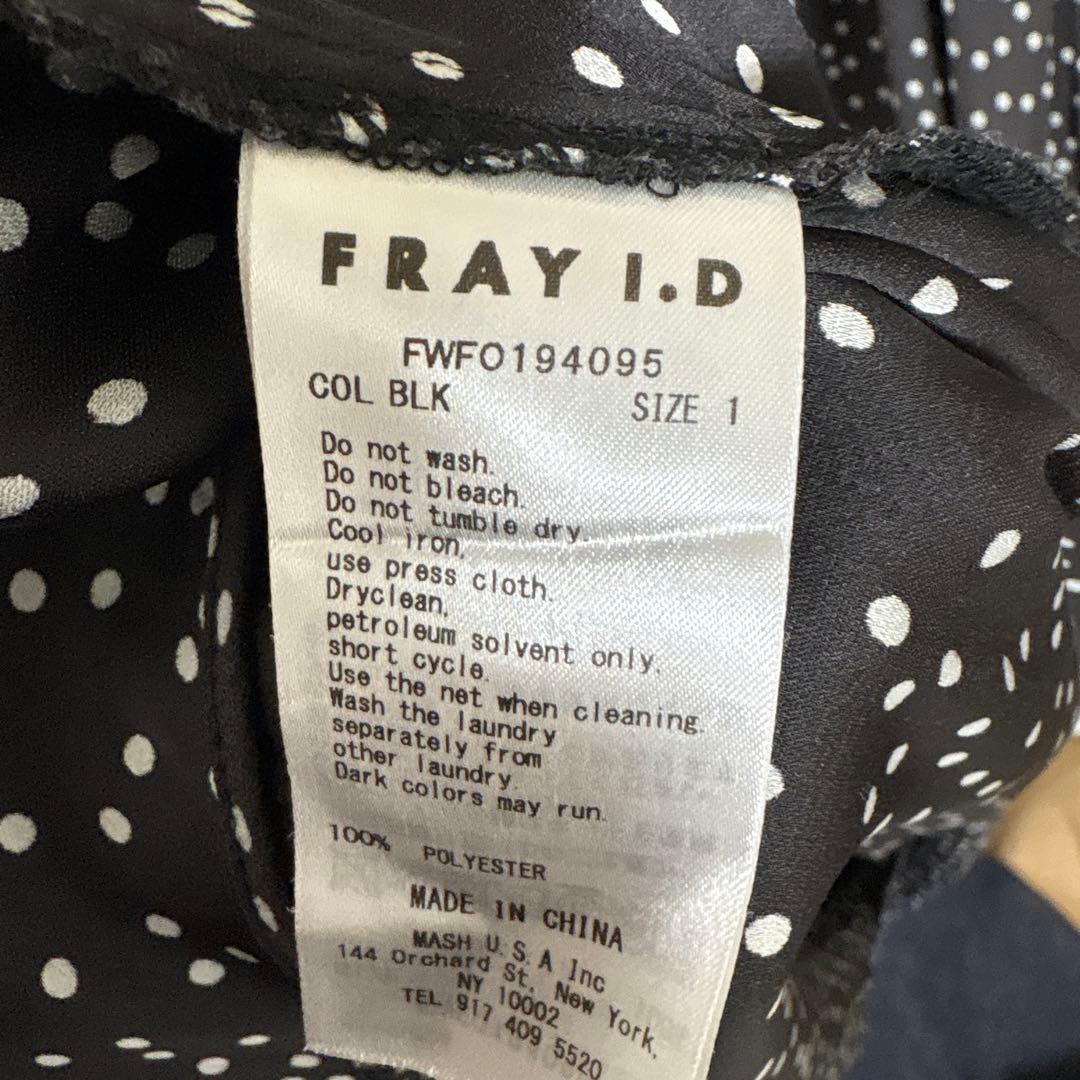 FRAY I.D
FWFO194095
COL BLK SIZE 1
Do not wash.
Do not bleach.
Do not tumble dry.
Cool iron.
use press cloth.
Dryclean.
petroleum solvent only.
short cycle.
Use the net when cleaning.
Wash the laundry
separately from
other laundry.
Dark colors may run.
100% POLYESTER
MADE IN CHINA
MASH U.S.A Inc
144 Orchard St, New York,
NY 10002
TEL 917 409 5520